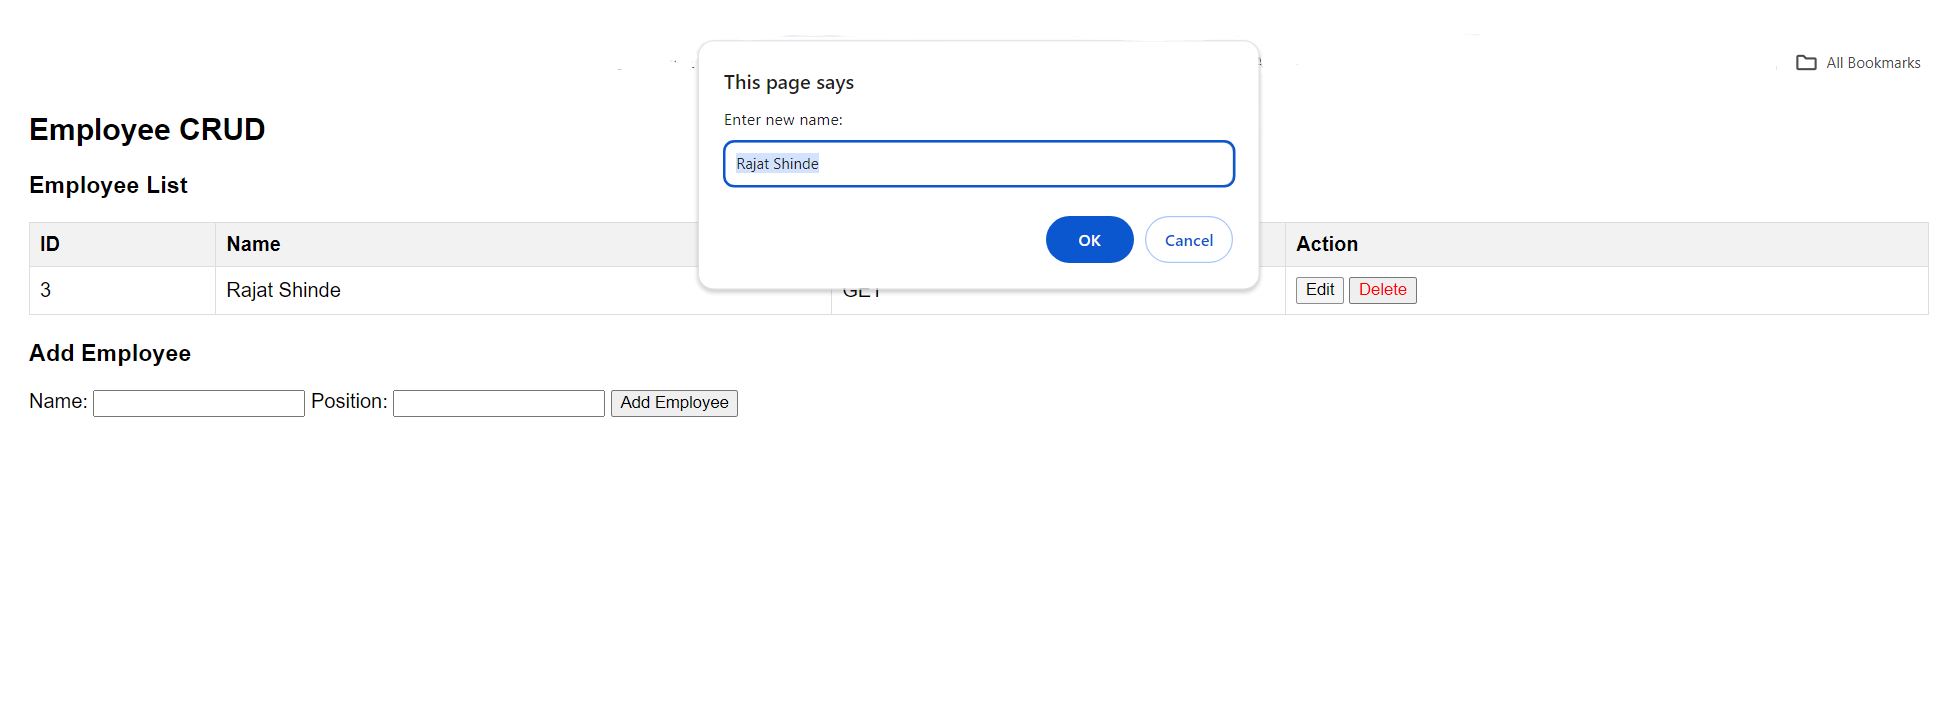 All Bookmarks
This page says
Enter new name:
Rajat Shinde
OK Cancel
Employee CRUD
Employee List
ID Name Action
3 Rajat Shinde GET Edit Delete
Add Employee
Name: Position: Add Employee